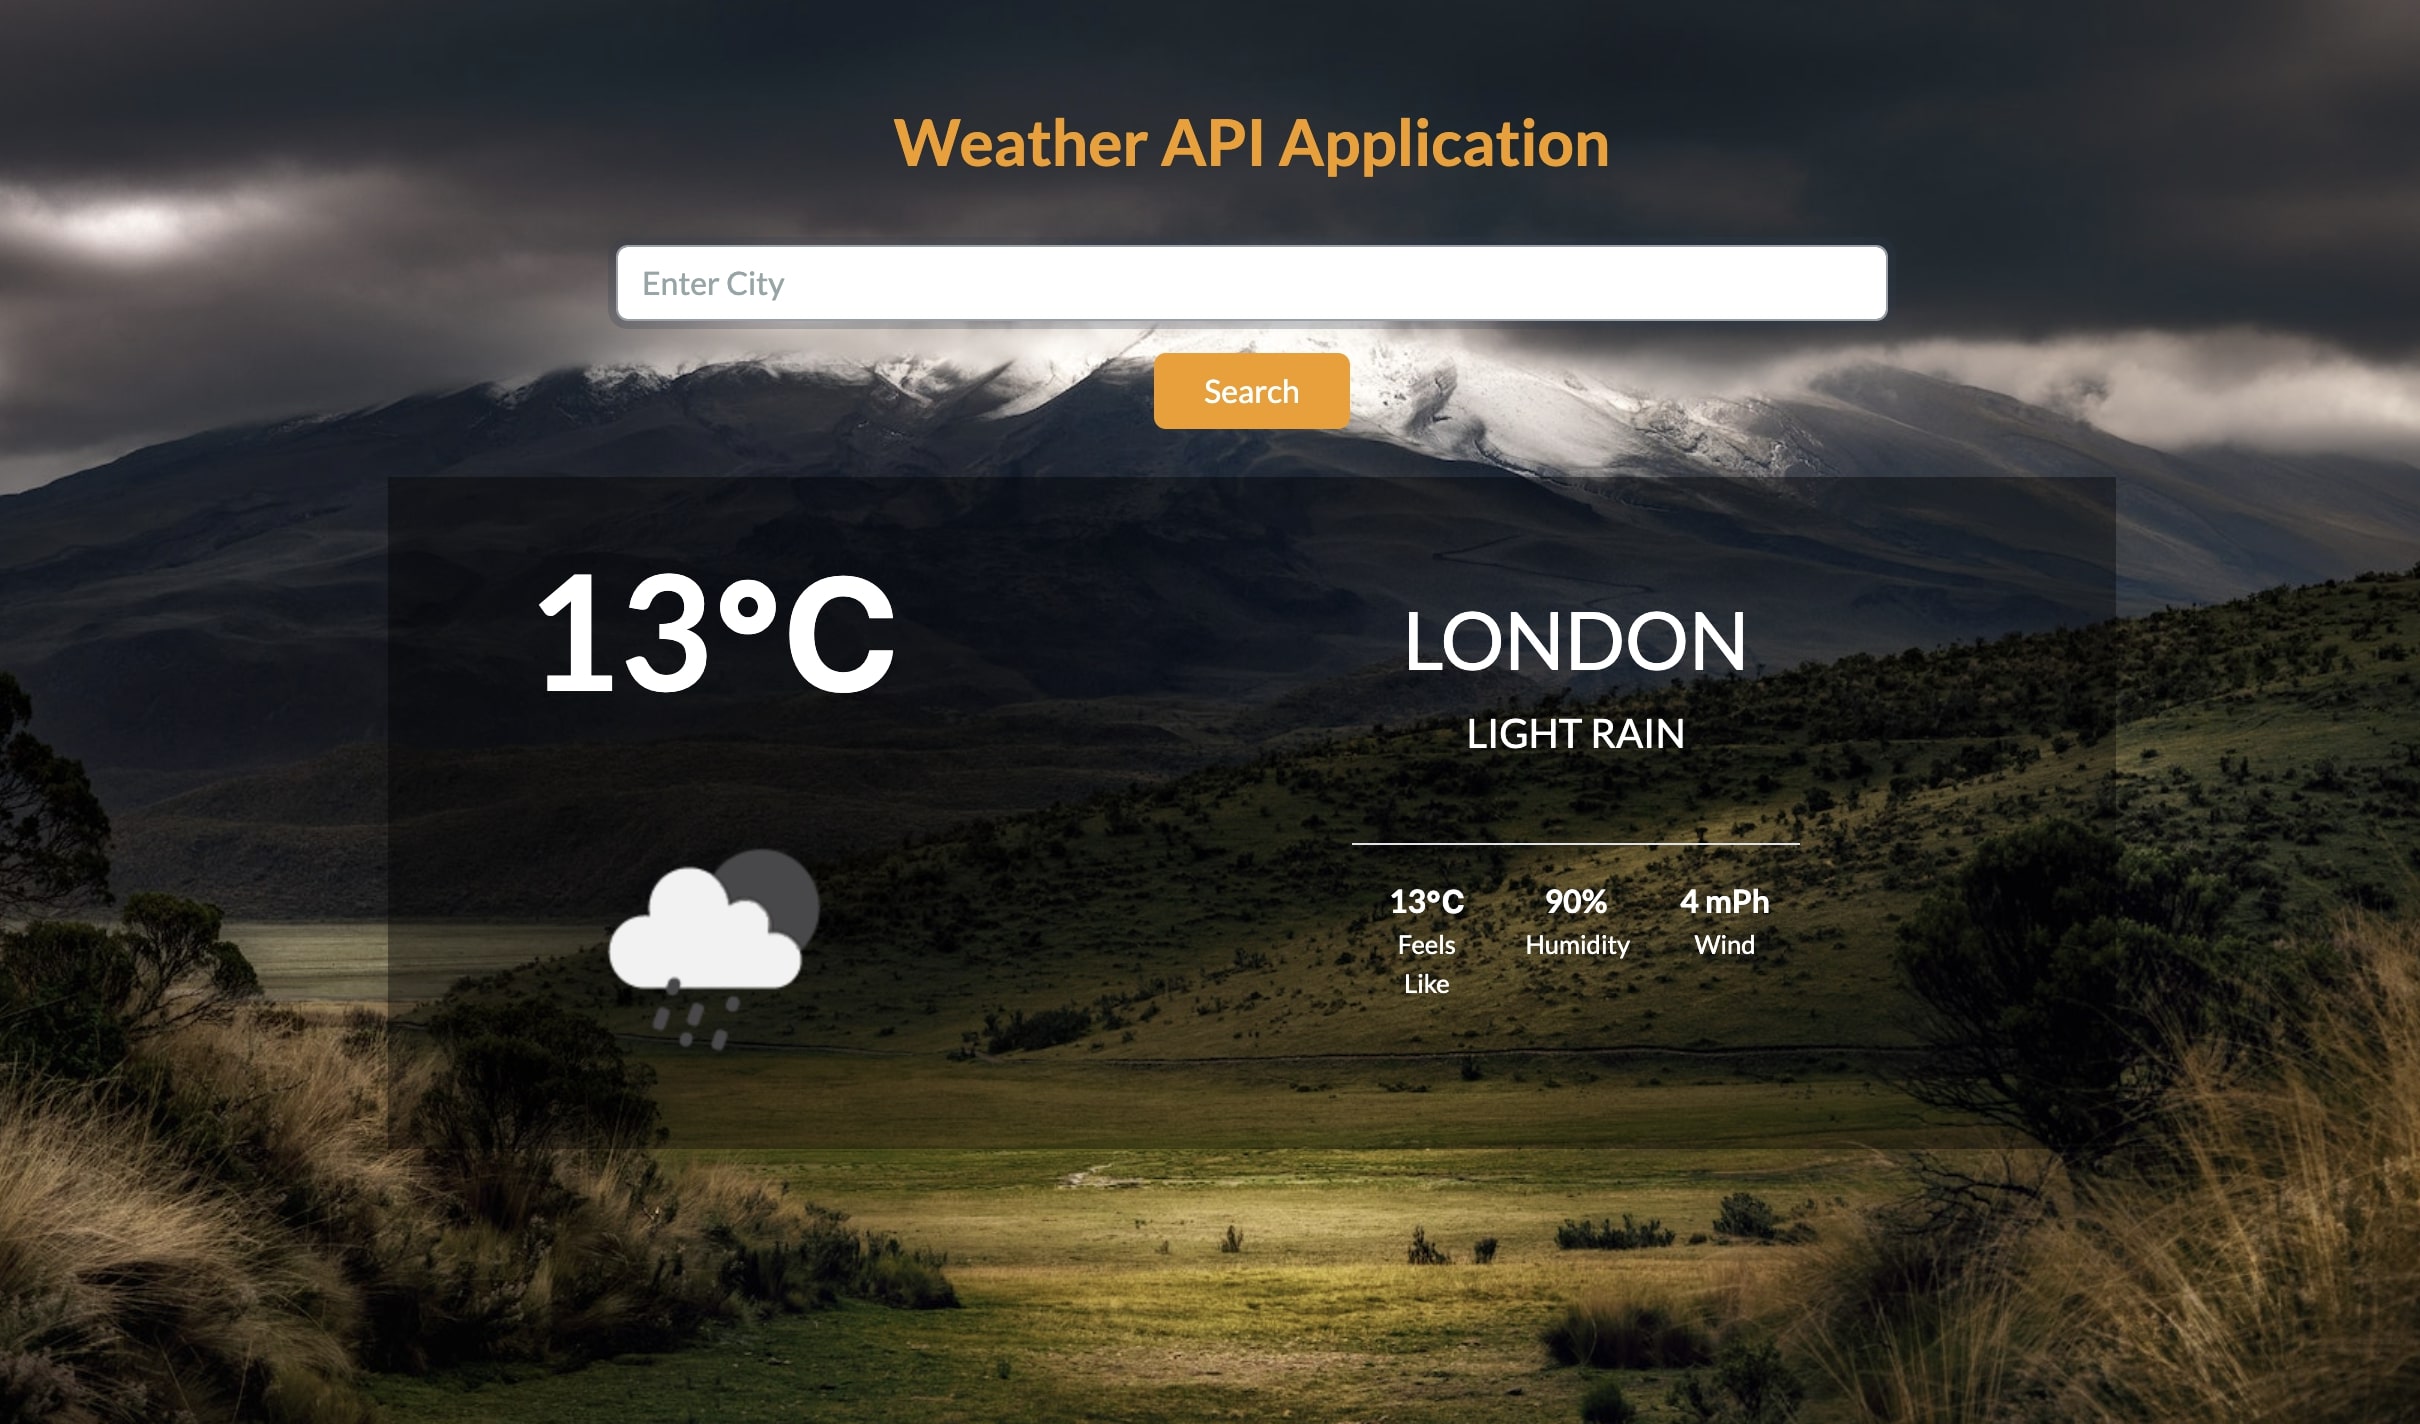 Weather API Application
Enter City
Search
13°C
LONDON
LIGHT RAIN
13°C
Feels
Like
90%
Humidity
4 mPh
Wind